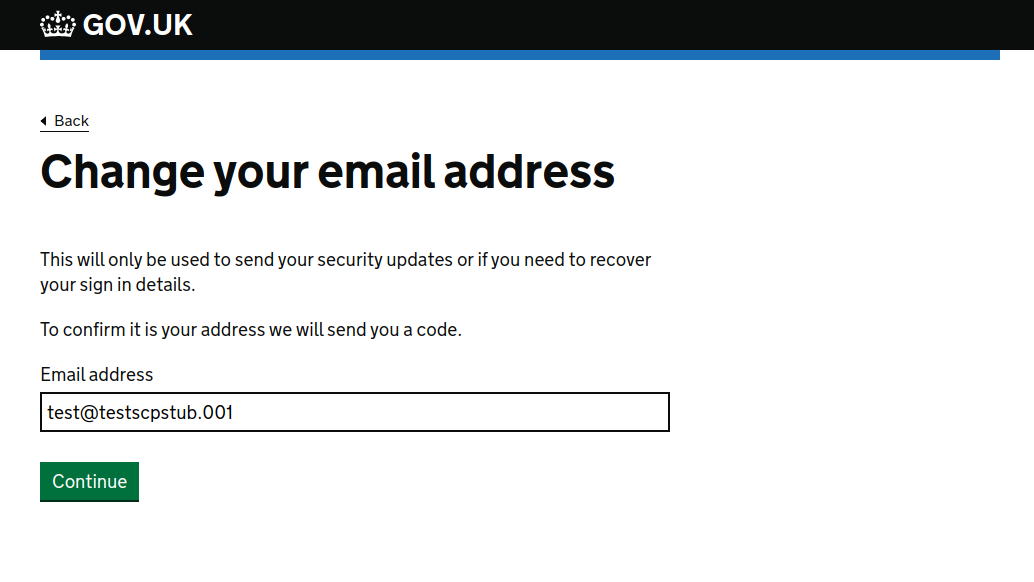 GOV.UK
Back
Change your email address
This will only be used to send your security updates or if you need to recover
your sign in details.
To confirm it is your address we will send you a code.
Email address
test@testscpstub.001
Continue